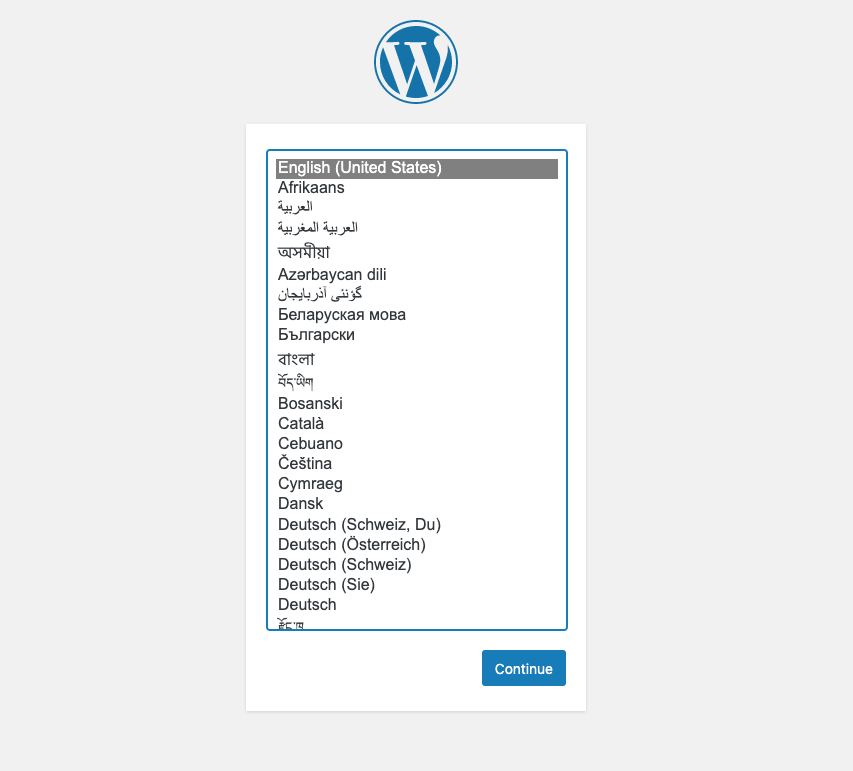 English (United States)
Afrikaans
العربية
العربية المغربية
অসমীয়া
Azərbaycan dili
گؤنئی آذربایجان
Беларуская мова
Български
বাংলা
བོད་ཡིག
Bosanski
Català
Cebuano
Čeština
Cymraeg
Dansk
Deutsch (Schweiz, Du)
Deutsch (Österreich)
Deutsch (Schweiz)
Deutsch (Sie)
Deutsch
Continue